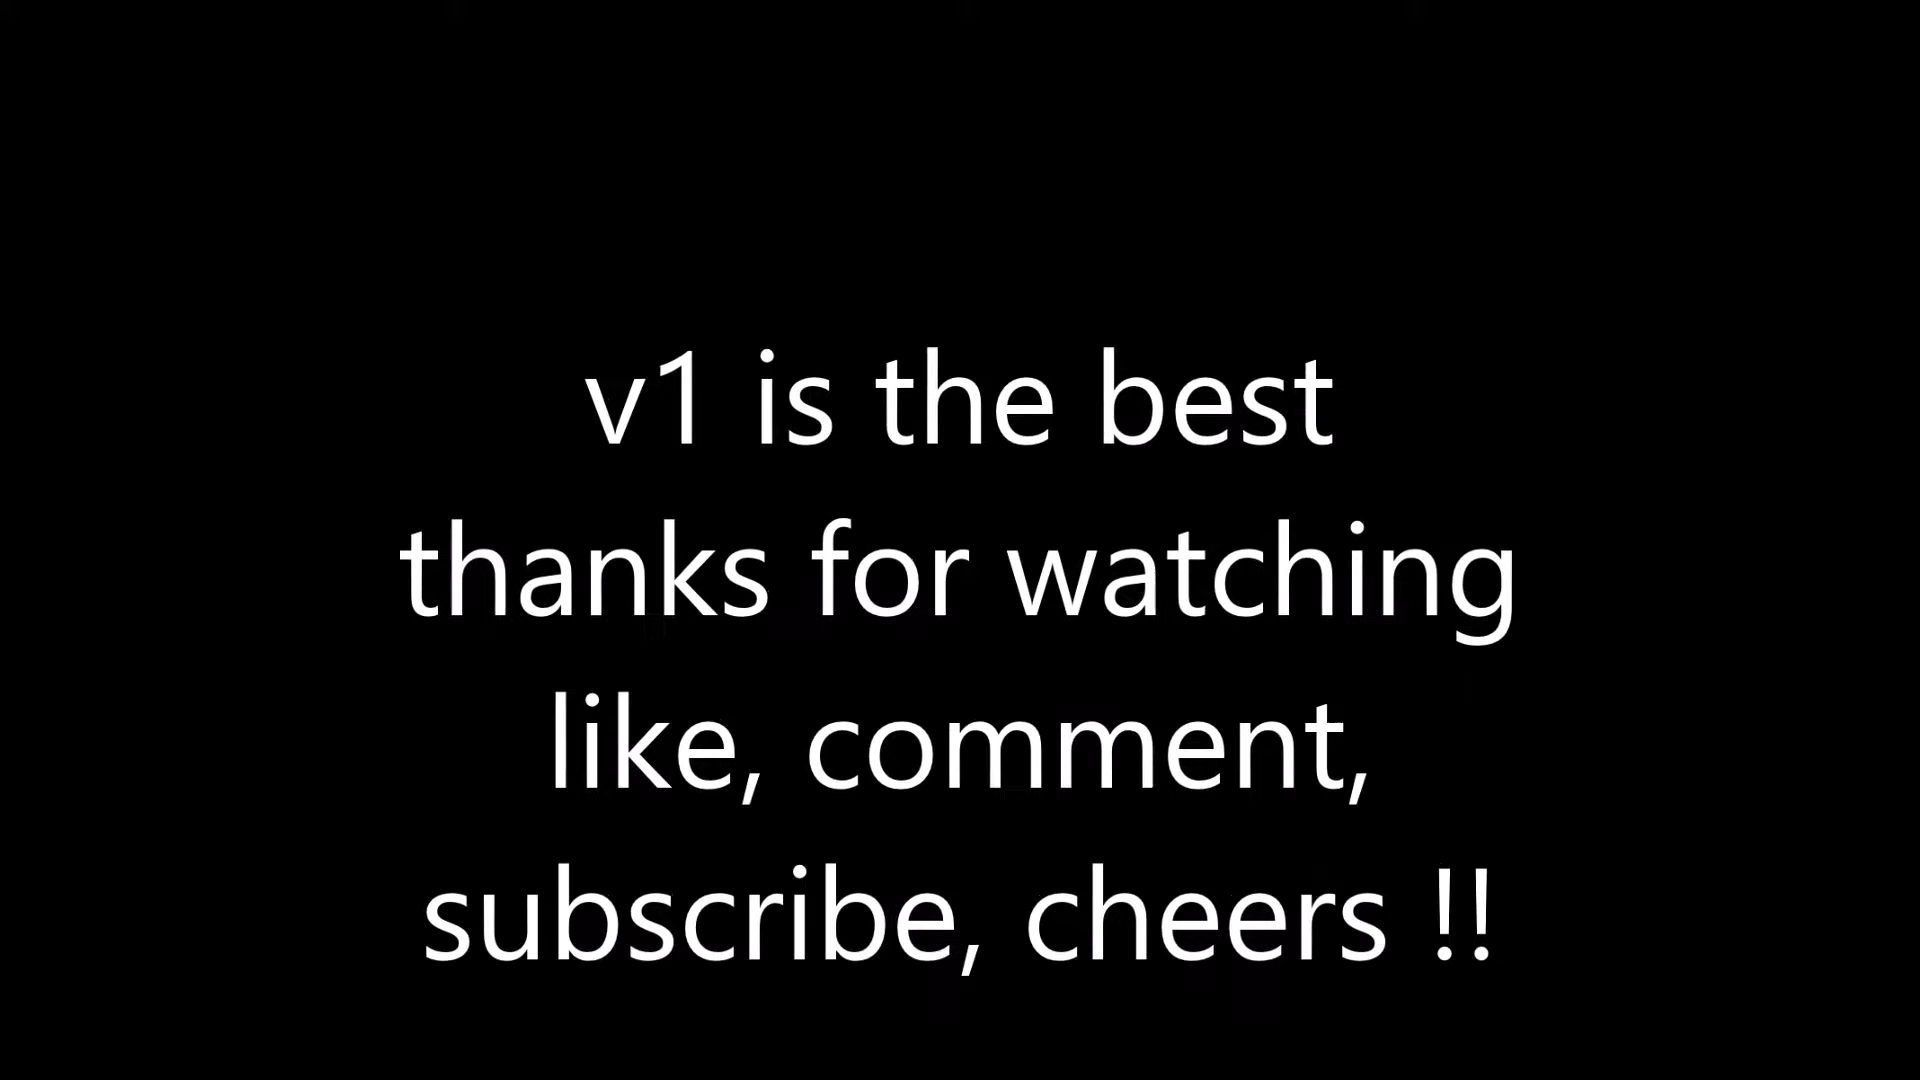 v1 is the best
thanks for watching
like, comment,
subscribe, cheers !!